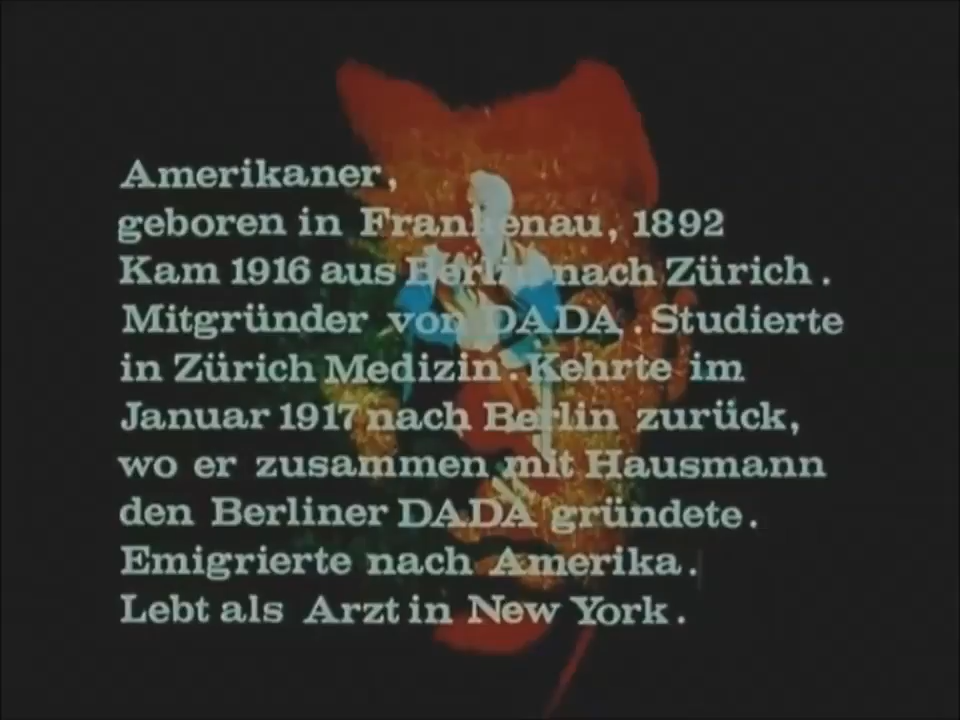 Amerikaner,
geboren in Frankenau, 1892
Kam 1916 aus Berlin nach Zürich.
Mitgründer von DADA. Studierte
in Zürich Medizin. Kehrte im
Januar 1917 nach Berlin zurück,
wo er zusammen mit Hausmann
den Berliner DADA gründete.
Emigrierte nach Amerika.
Lebt als Arzt in New York.